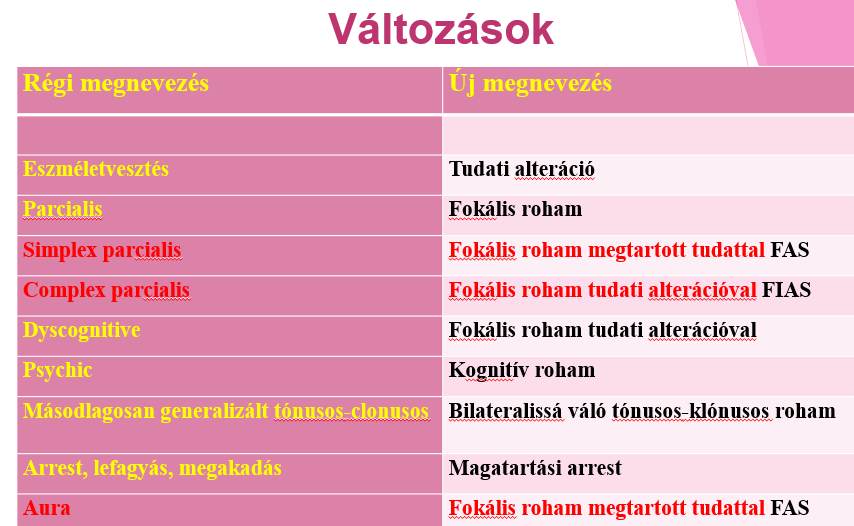 Változások
Régi megnevezés Új megnevezés
Eszméletvesztés Tudati alteráció
Parcialis Fokális roham
Simplex parcialis Fokális roham megtartott tudattal FAS
Complex parcialis Fokális roham tudati alterációval FIAS
Dyscognitive Fokális roham tudati alterációval
Psychic Kognitív roham
Másodlagosan generalizált tónusos-clonusos Bilateralissá váló tónusos-klónusos roham
Arrest, lefagyás, megakadás Magatartási arrest
Aura Fokális roham megtartott tudattal FAS